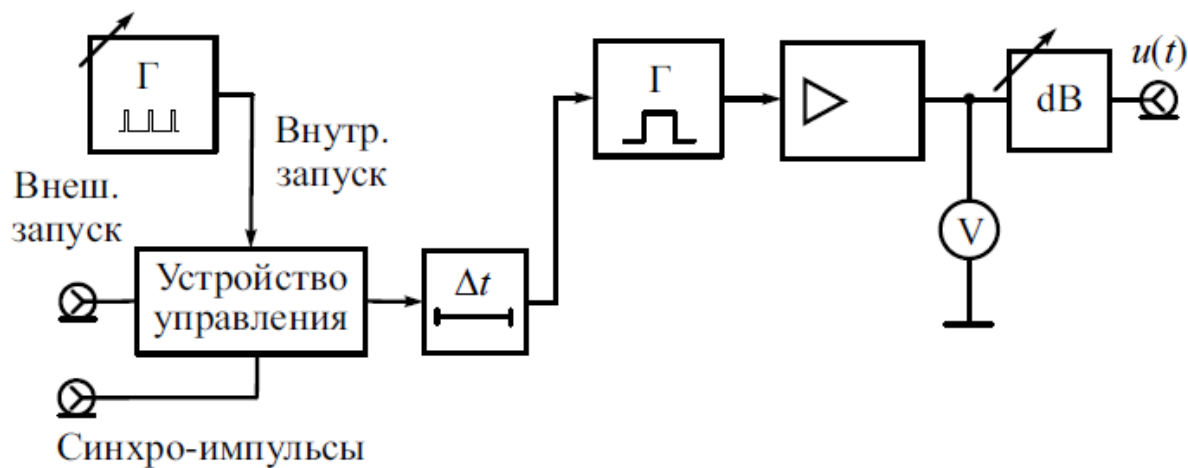 Г
Внутр.
запуск
Внеш.
запуск
Устройство
управления
Синхро-импульсы
Δt
Г
V
dB
u(t)